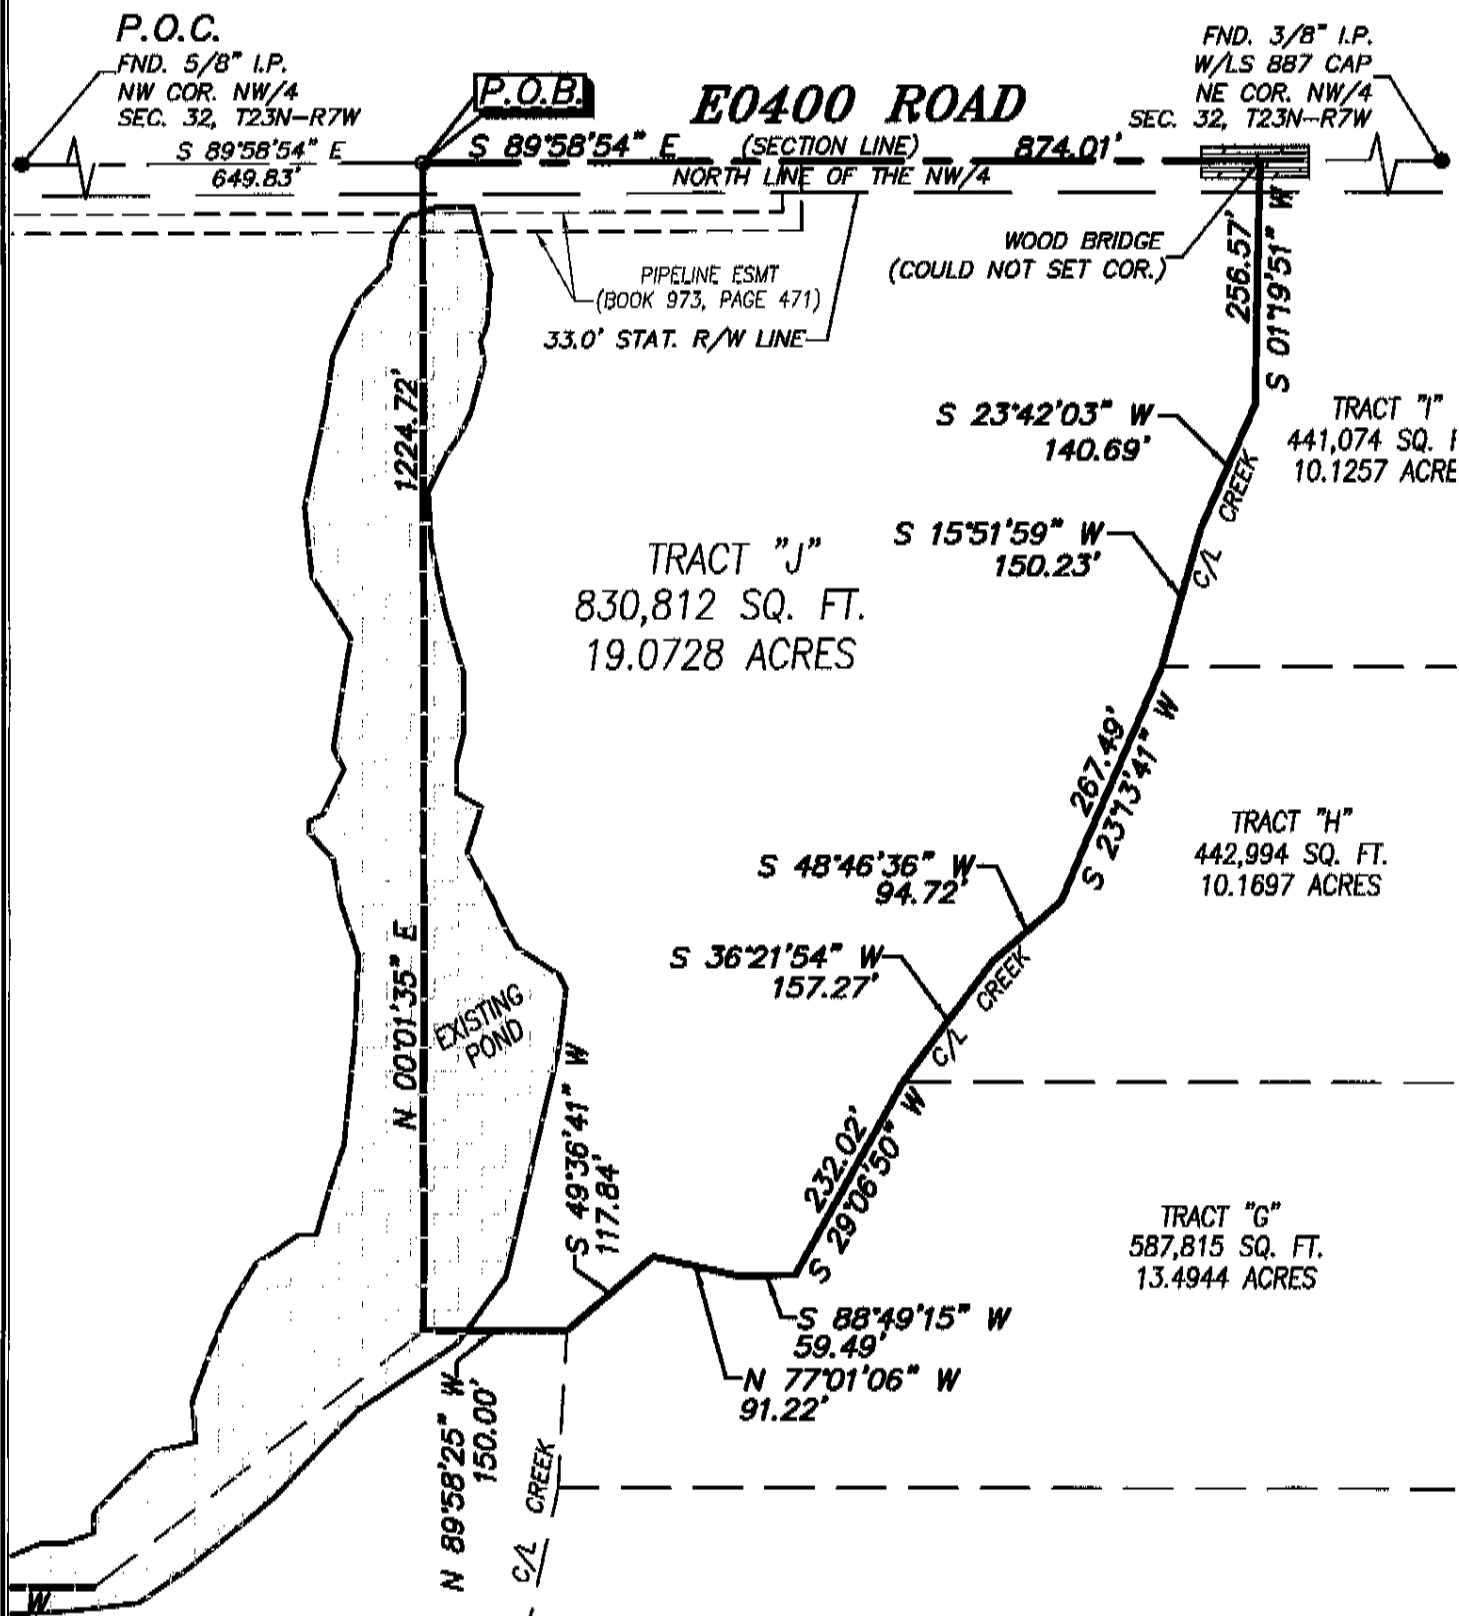 P.O.C.
FND. 5/8" I.P.
NW COR. NW/4
SEC. 32, T23N-R7W
S 89°58'54" E
649.83'
P.O.B.
E0400 ROAD
S 89°58'54" E
(SECTION LINE)
874.01'
NORTH LINE OF THE NW/4
FND. 3/8" I.P.
W/LS 887 CAP
NE COR. NW/4
SEC. 32, T23N-R7W
WOOD BRIDGE
(COULD NOT SET COR.)
PIPELINE ESMT
(BOOK 973, PAGE 471)
33.0' STAT. R/W LINE
256.57'
S 01°19'51" W
1224.72'
N 00°01'35" E
S 23°42'03" W
140.69'
TRACT "I"
441,074 SQ. F
10.1257 ACRE
C/L CREEK
S 15°51'59" W
150.23'
TRACT "J"
830,812 SQ. FT.
19.0728 ACRES
267.49'
S 23°13'41" W
TRACT "H"
442,994 SQ. FT.
10.1697 ACRES
S 48°46'36" W
94.72'
S 36°21'54" W
157.27'
C/L CREEK
EXISTING
POND
S 49°36'41" W
117.84'
232.02'
S 29°06'50" W
TRACT "G"
587,815 SQ. FT.
13.4944 ACRES
S 88°49'15" W
59.49'
N 77°01'06" W
91.22'
N 89°58'25" W
150.00'
C/L CREEK
W